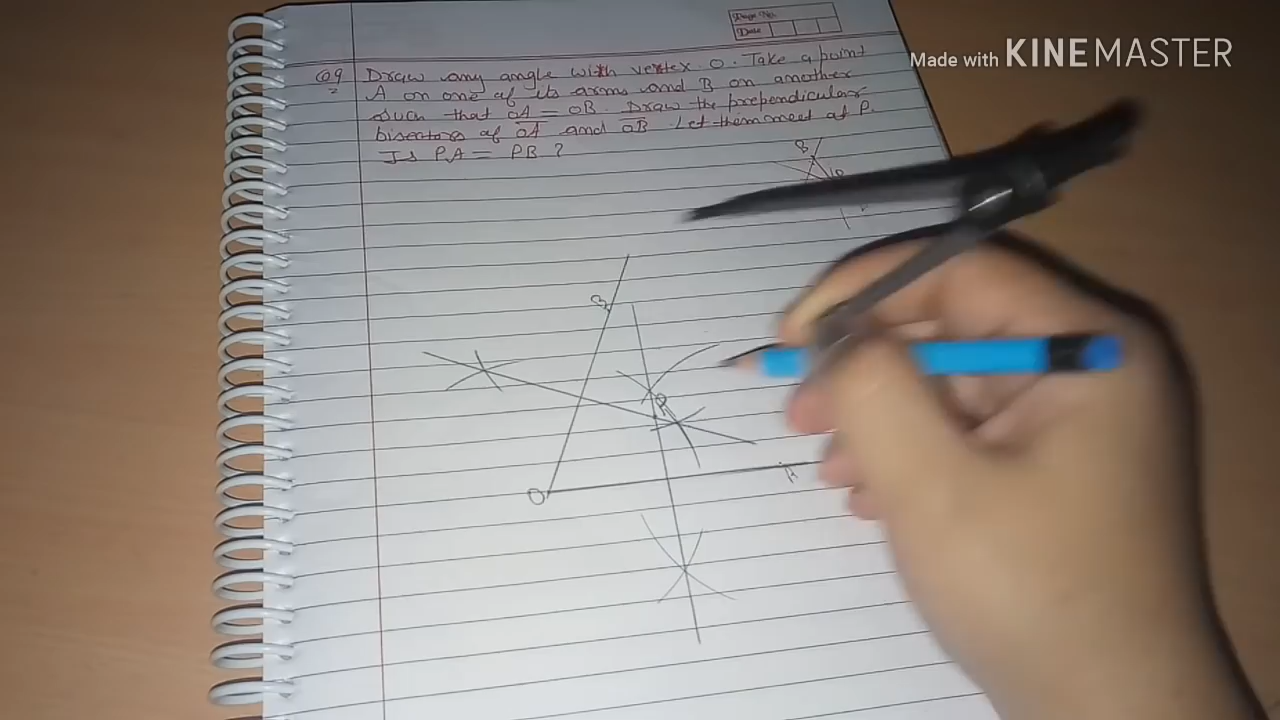 Page No.
Date
Made with KINEMASTER
Q9 Draw any angle with vertex O. Take a point
A on one of its arms and B on another
such that OA = OB. Draw the prependicular
bisectors of OA and OB. Let them meet at P.
Is PA = PB ?
B
B
P
O
A